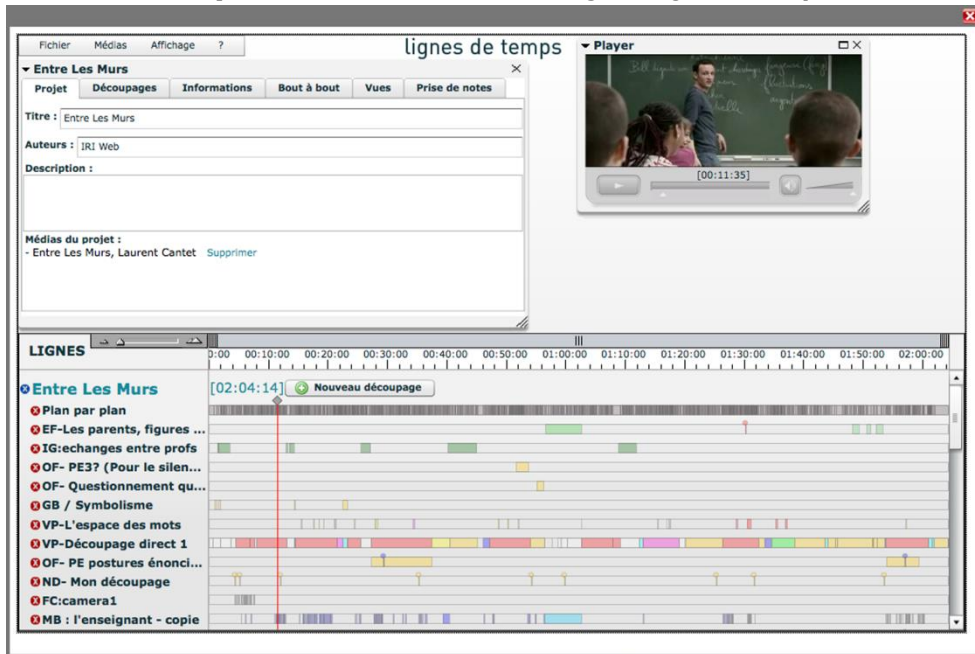 Fichier Médias Affichage ?
lignes de temps
Player
Entre Les Murs
Projet Découpages Informations Bout à bout Vues Prise de notes
Titre : Entre Les Murs
Auteurs : IRI Web
Description :
[00:11:35]
Médias du projet :
- Entre Les Murs, Laurent Cantet Supprimer
LIGNES
0:00 00:10:00 00:20:00 00:30:00 00:40:00 00:50:00 01:00:00 01:10:00 01:20:00 01:30:00 01:40:00 01:50:00 02:00:00
Entre Les Murs [02:04:14] Nouveau découpage
Plan par plan
EF-Les parents, figures ...
IG:echanges entre profs
OF- PE3? (Pour le silen...
OF- Questionnement qu...
GB / Symbolisme
VP-L'espace des mots
VP-Découpage direct 1
OF- PE postures énonci...
ND- Mon découpage
FC:camera1
MB : l'enseignant - copie